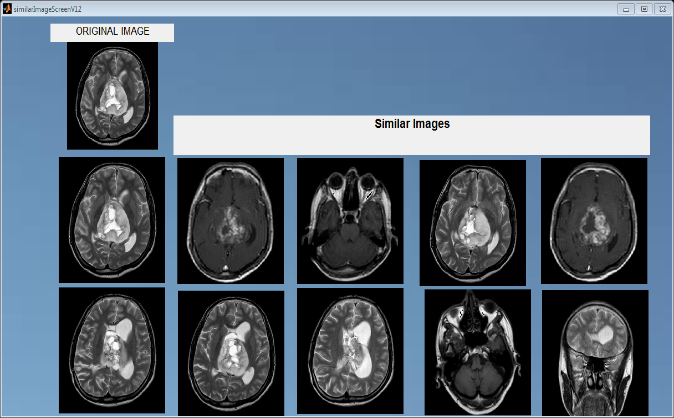 similarImageScreenV12
ORIGINAL IMAGE
Similar Images